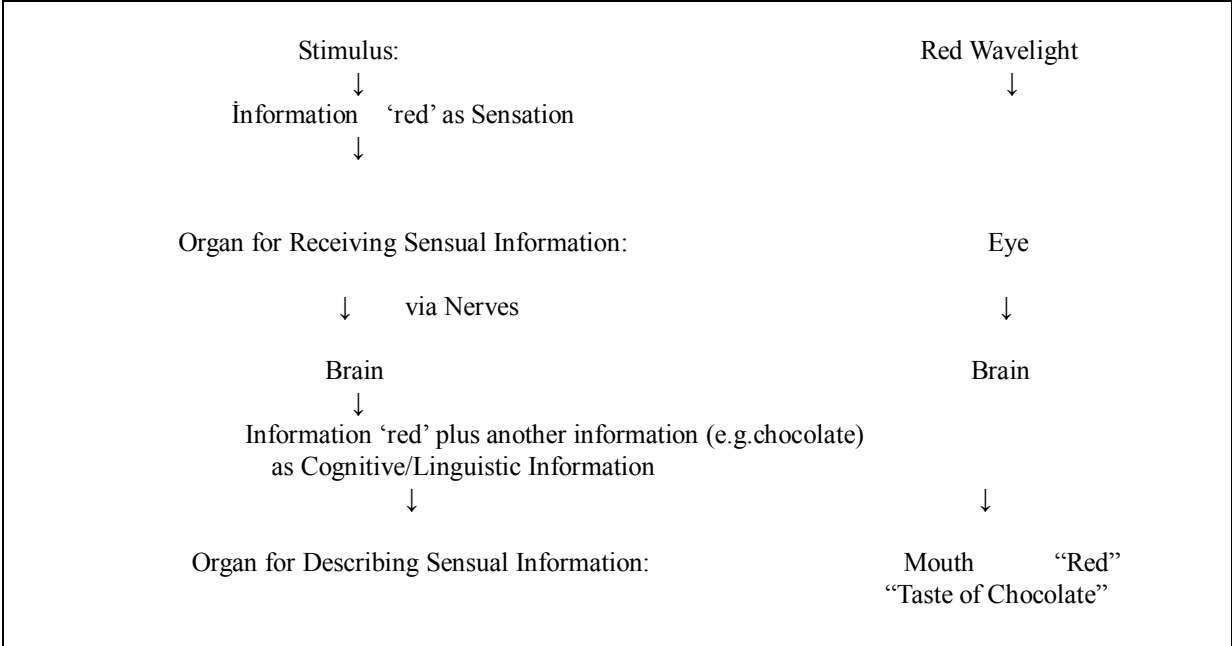 Stimulus: Red Wavelight
↓ ↓
İnformation ‘red’ as Sensation
↓
Organ for Receiving Sensual Information: Eye
↓ via Nerves ↓
Brain Brain
↓
Information ‘red’ plus another information (e.g.chocolate)
as Cognitive/Linguistic Information
↓ ↓
Organ for Describing Sensual Information: Mouth “Red”
“Taste of Chocolate”